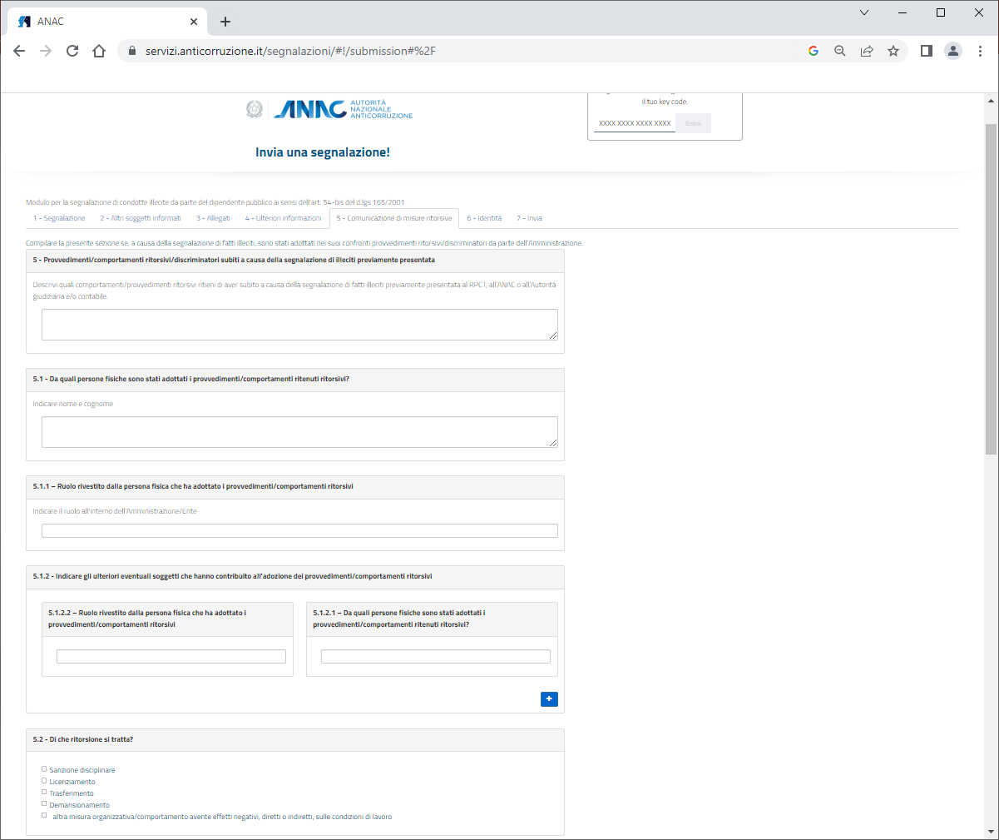 ANAC
servizi.anticorruzione.it/segnalazioni/#!/submission#%2F
ANAC AUTORITÀ
NAZIONALE
ANTICORRUZIONE
il tuo key code.
XXXX XXXX XXXX XXXX Entra
Invia una segnalazione!
Modulo per la segnalazione di condotte illecite da parte del dipendente pubblico ai sensi dell'art. 54-bis del d.lgs 165/2001
1 - Segnalazione 2 - Altri soggetti informati 3 - Allegati 4 - Ulteriori informazioni 5 - Comunicazione di misure ritorsive 6 - Identità 7 - Invia
Compilare la presente sezione se, a causa della segnalazione di fatti illeciti, sono stati adottati nei suoi confronti provvedimenti ritorsivi/discriminatori da parte dell'Amministrazione.
5 - Provvedimenti/comportamenti ritorsivi/discriminatori subiti a causa della segnalazione di illeciti previamente presentata
Descrivi quali comportamenti/provvedimenti ritorsivi ritieni di aver subito a causa della segnalazione di fatti illeciti previamente presentata al RPCT, all'ANAC o all'Autorità
giudiziaria e/o contabile.
5.1 - Da quali persone fisiche sono stati adottati i provvedimenti/comportamenti ritenuti ritorsivi?
Indicare nome e cognome
5.1.1 – Ruolo rivestito dalla persona fisica che ha adottato i provvedimenti/comportamenti ritorsivi
Indicare il ruolo all'interno dell'Amministrazione/Ente
5.1.2 - Indicare gli ulteriori eventuali soggetti che hanno contribuito all'adozione dei provvedimenti/comportamenti ritorsivi
5.1.2.2 – Ruolo rivestito dalla persona fisica che ha adottato i
provvedimenti/comportamenti ritorsivi
5.1.2.1 – Da quali persone fisiche sono stati adottati i
provvedimenti/comportamenti ritenuti ritorsivi?
+
5.2 - Di che ritorsione si tratta?
Sanzione disciplinare
Licenziamento
Trasferimento
Demansionamento
altra misura organizzativa/comportamento avente effetti negativi, diretti o indiretti, sulle condizioni di lavoro